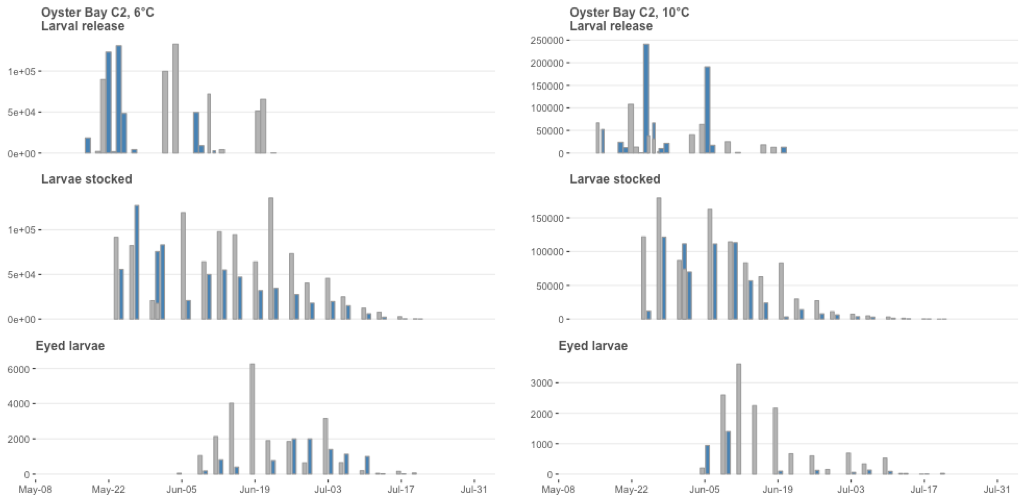 Oyster Bay C2, 6°C
Larval release
1e+05
5e+04
0e+00
Larvae stocked
1e+05
5e+04
0e+00
Eyed larvae
6000
4000
2000
0
May-08 May-22 Jun-05 Jun-19 Jul-03 Jul-17 Jul-31
Oyster Bay C2, 10°C
Larval release
250000
200000
150000
100000
50000
0
Larvae stocked
150000
100000
50000
0
Eyed larvae
3000
2000
1000
0
May-08 May-22 Jun-05 Jun-19 Jul-03 Jul-17 Jul-31